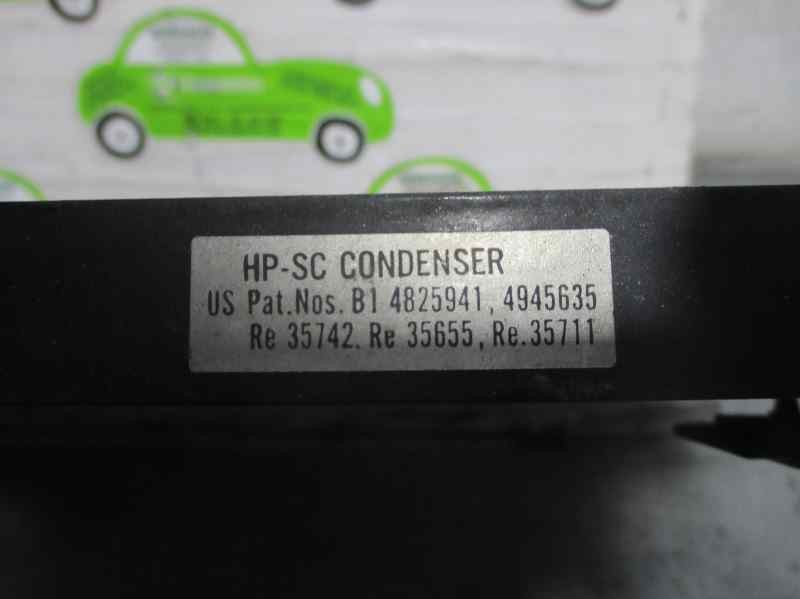 HP-SC CONDENSER
US Pat.Nos. B1 4825941, 4945635
Re 35742. Re 35655, Re.35711